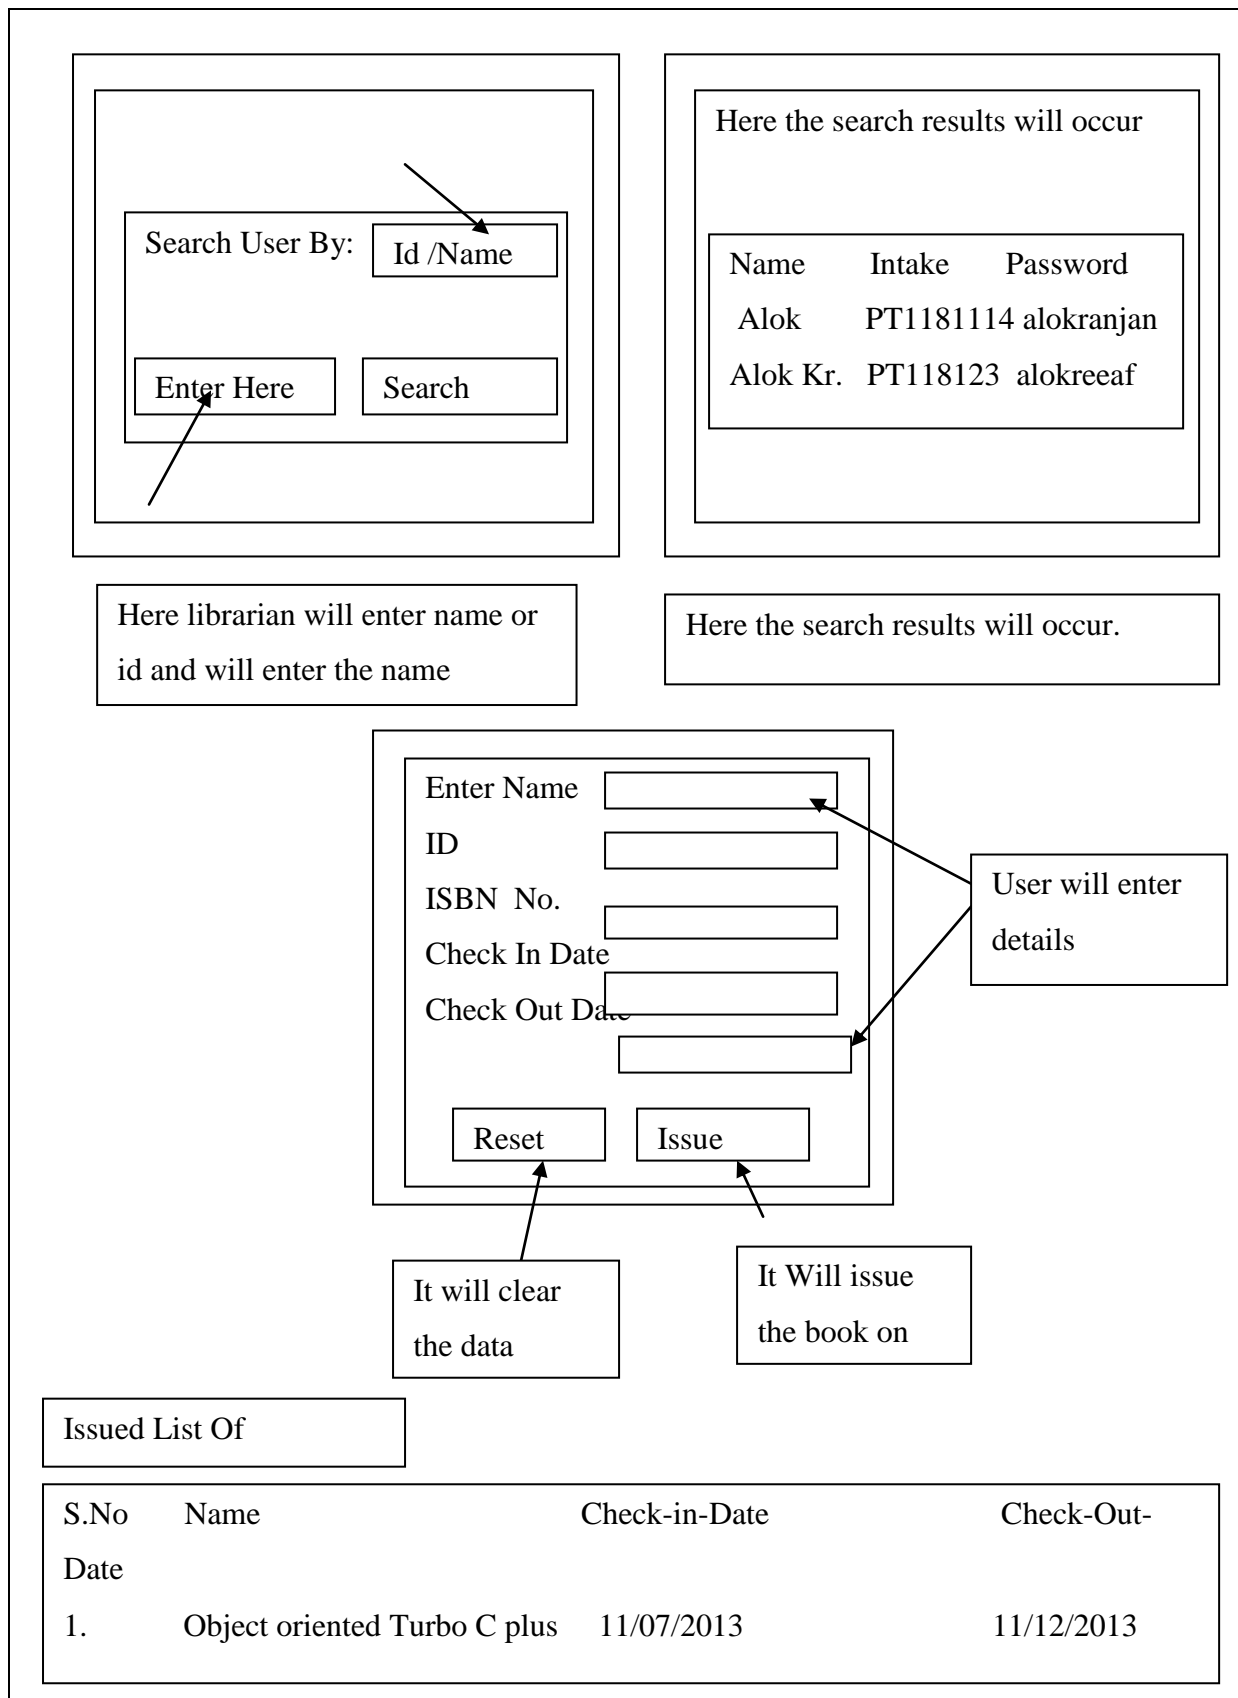 Search User By:
Id /Name
Enter Here
Search
Here the search results will occur
Name Intake Password
Alok PT1181114 alokranjan
Alok Kr. PT118123 alokreeaf
Here librarian will enter name or
id and will enter the name
Here the search results will occur.
Enter Name
ID
ISBN No.
Check In Date
Check Out Date
User will enter
details
Reset
Issue
It will clear
the data
It Will issue
the book on
Issued List Of
S.No Name Check-in-Date Check-Out-
Date
1. Object oriented Turbo C plus 11/07/2013 11/12/2013